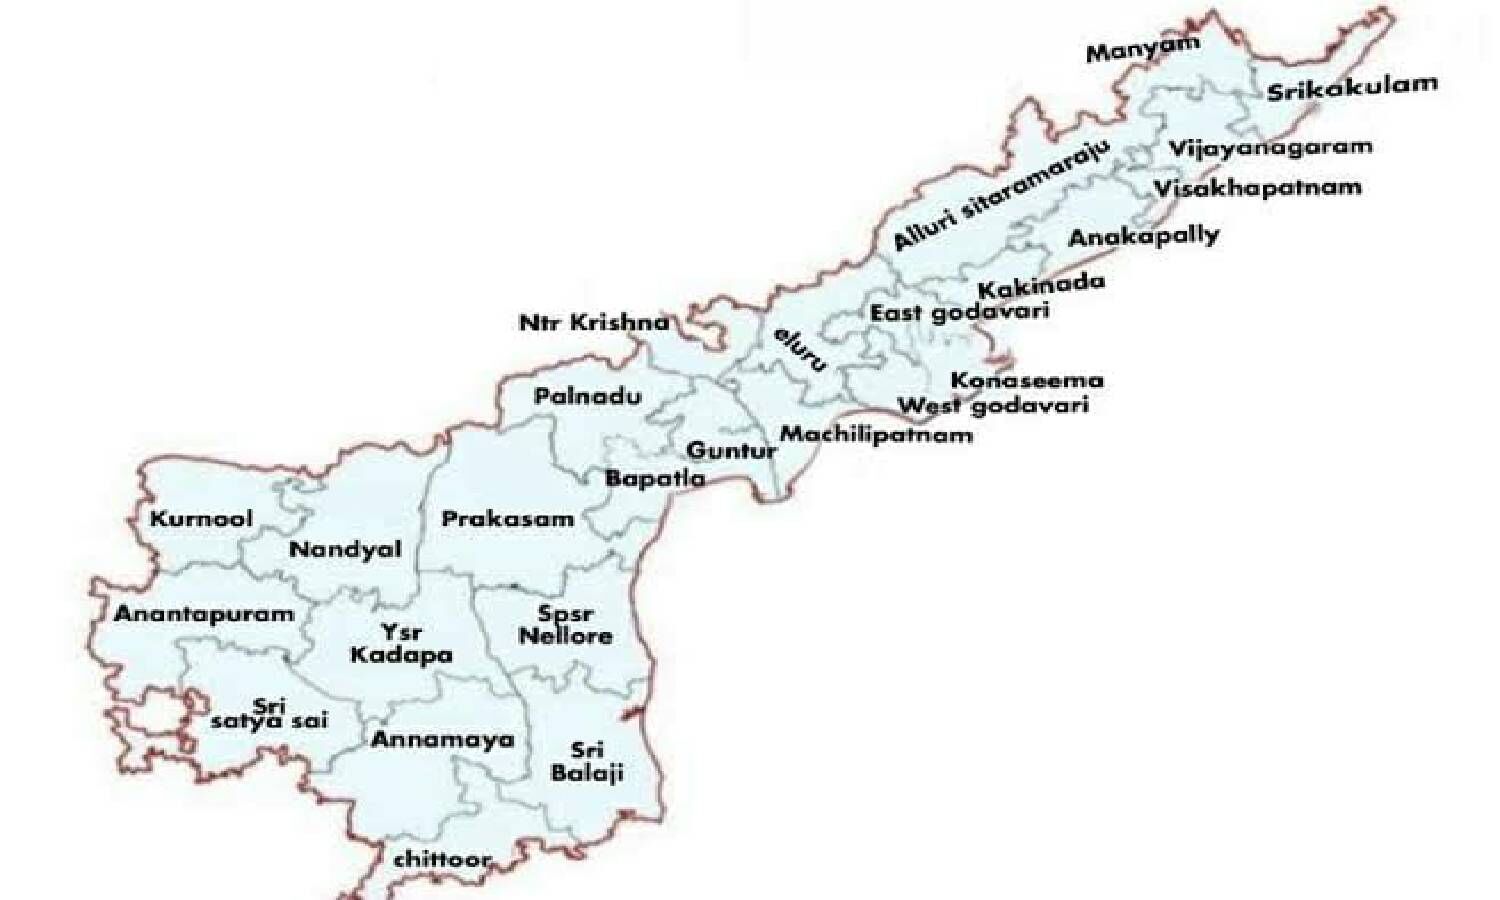 Manyam
Srikakulam
Vijayanagaram
Alluri sitaramaraju
Visakhapatnam
Anakapally
Kakinada
East godavari
Ntr Krishna
eluru
Konaseema
West godavari
Palnadu
Machilipatnam
Guntur
Bapatla
Kurnool
Prakasam
Nandyal
Anantapuram
Spsr
Nellore
Ysr
Kadapa
Sri
satya sai
Annamaya
Sri
Balaji
chittoor